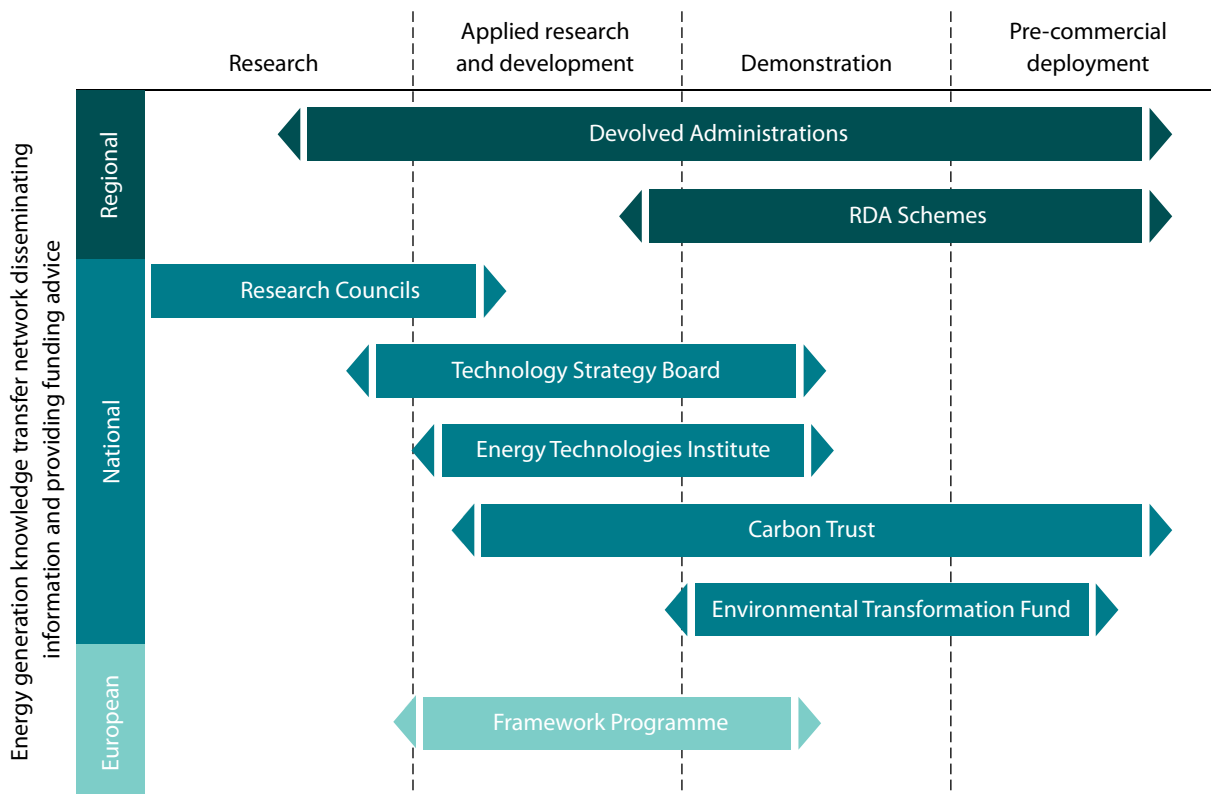 Research
Applied research
and development
Demonstration
Pre-commercial
deployment
Energy generation knowledge transfer network disseminating
information and providing funding advice
Regional
Devolved Administrations
RDA Schemes
National
Research Councils
Technology Strategy Board
Energy Technologies Institute
Carbon Trust
Environmental Transformation Fund
European
Framework Programme